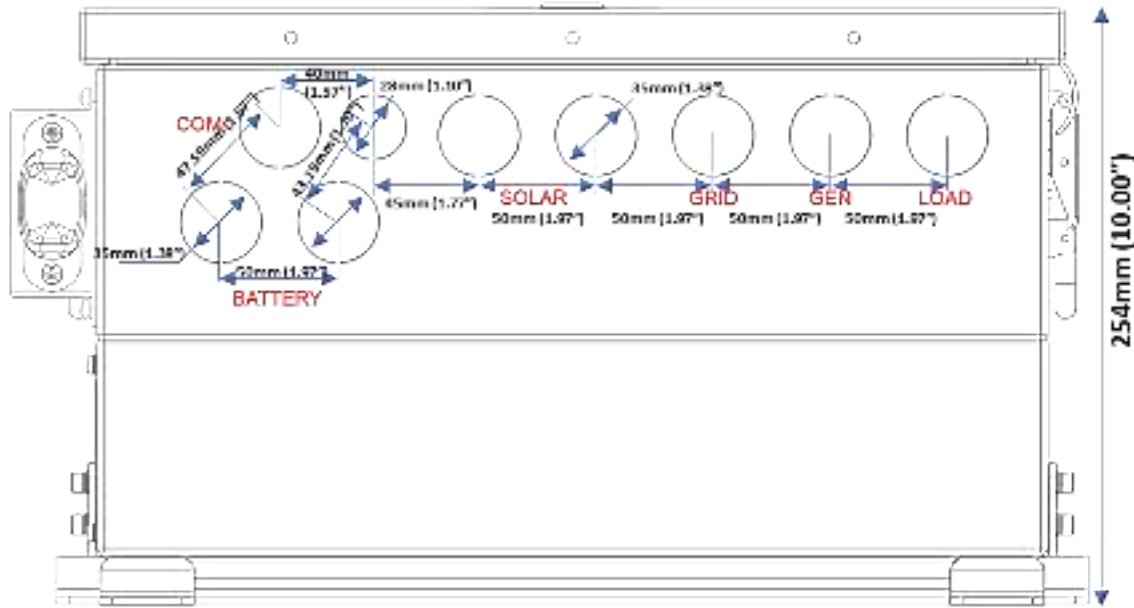 40mm
(1.57")
28mm (1.10")
35mm(1.38")
45mm(1.77")
SOLAR
GRID
GEN
LOAD
50mm (1.97")
50mm (1.97")
50mm (1.97")
50mm (1.97")
35mm(1.38")
50mm (1.97")
BATTERY
254mm (10.00")